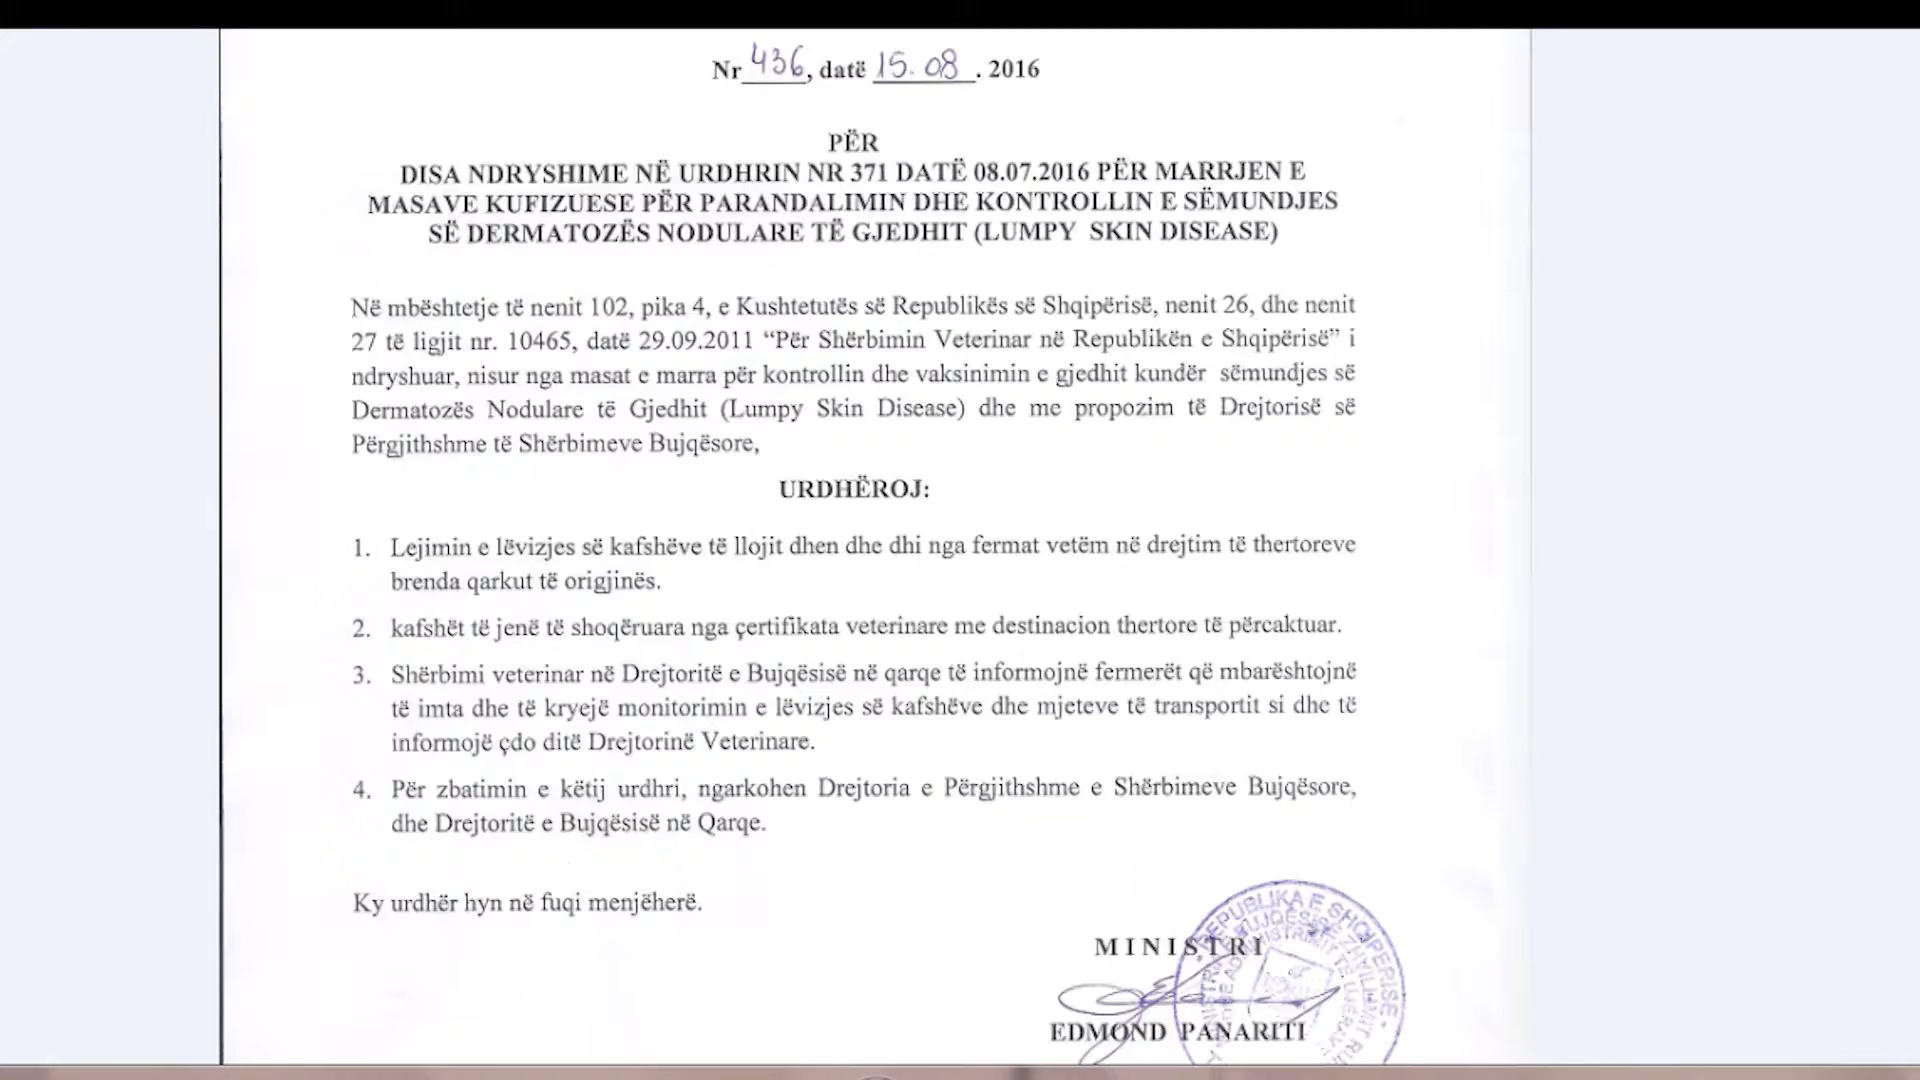 Nr 436, datë 15.08. 2016
PËR
DISA NDRYSHIME NË URDHRIN NR 371 DATË 08.07.2016 PËR MARRJEN E
MASAVE KUFIZUESE PËR PARANDALIMIN DHE KONTROLLIN E SËMUNDJES
SË DERMATOZËS NODULARE TË GJEDHIT (LUMPY SKIN DISEASE)
Në mbështetje të nenit 102, pika 4, e Kushtetutës së Republikës së Shqipërisë, nenit 26, dhe nenit
27 të ligjit nr. 10465, datë 29.09.2011 “Për Shërbimin Veterinar në Republikën e Shqipërisë” i
ndryshuar, nisur nga masat e marra për kontrollin dhe vaksinimin e gjedhit kundër sëmundjes së
Dermatozës Nodulare të Gjedhit (Lumpy Skin Disease) dhe me propozim të Drejtorisë së
Përgjithshme të Shërbimeve Bujqësore,
URDHËROJ:
1. Lejimin e lëvizjes së kafshëve të llojit dhen dhe dhi nga fermat vetëm në drejtim të thertoreve
brenda qarkut të origjinës.
2. kafshët të jenë të shoqëruara nga çertifikata veterinare me destinacion thertore të përcaktuar.
3. Shërbimi veterinar në Drejtoritë e Bujqësisë në qarqe të informojnë fermerët që mbarështojnë
të imta dhe të kryejë monitorimin e lëvizjes së kafshëve dhe mjeteve të transportit si dhe të
informojë çdo ditë Drejtorinë Veterinare.
4. Për zbatimin e këtij urdhri, ngarkohen Drejtoria e Përgjithshme e Shërbimeve Bujqësore,
dhe Drejtoritë e Bujqësisë në Qarqe.
Ky urdhër hyn në fuqi menjëherë.
MINISTRI
EDMOND PANARITI
REPUBLIKA E SHQIPERISE